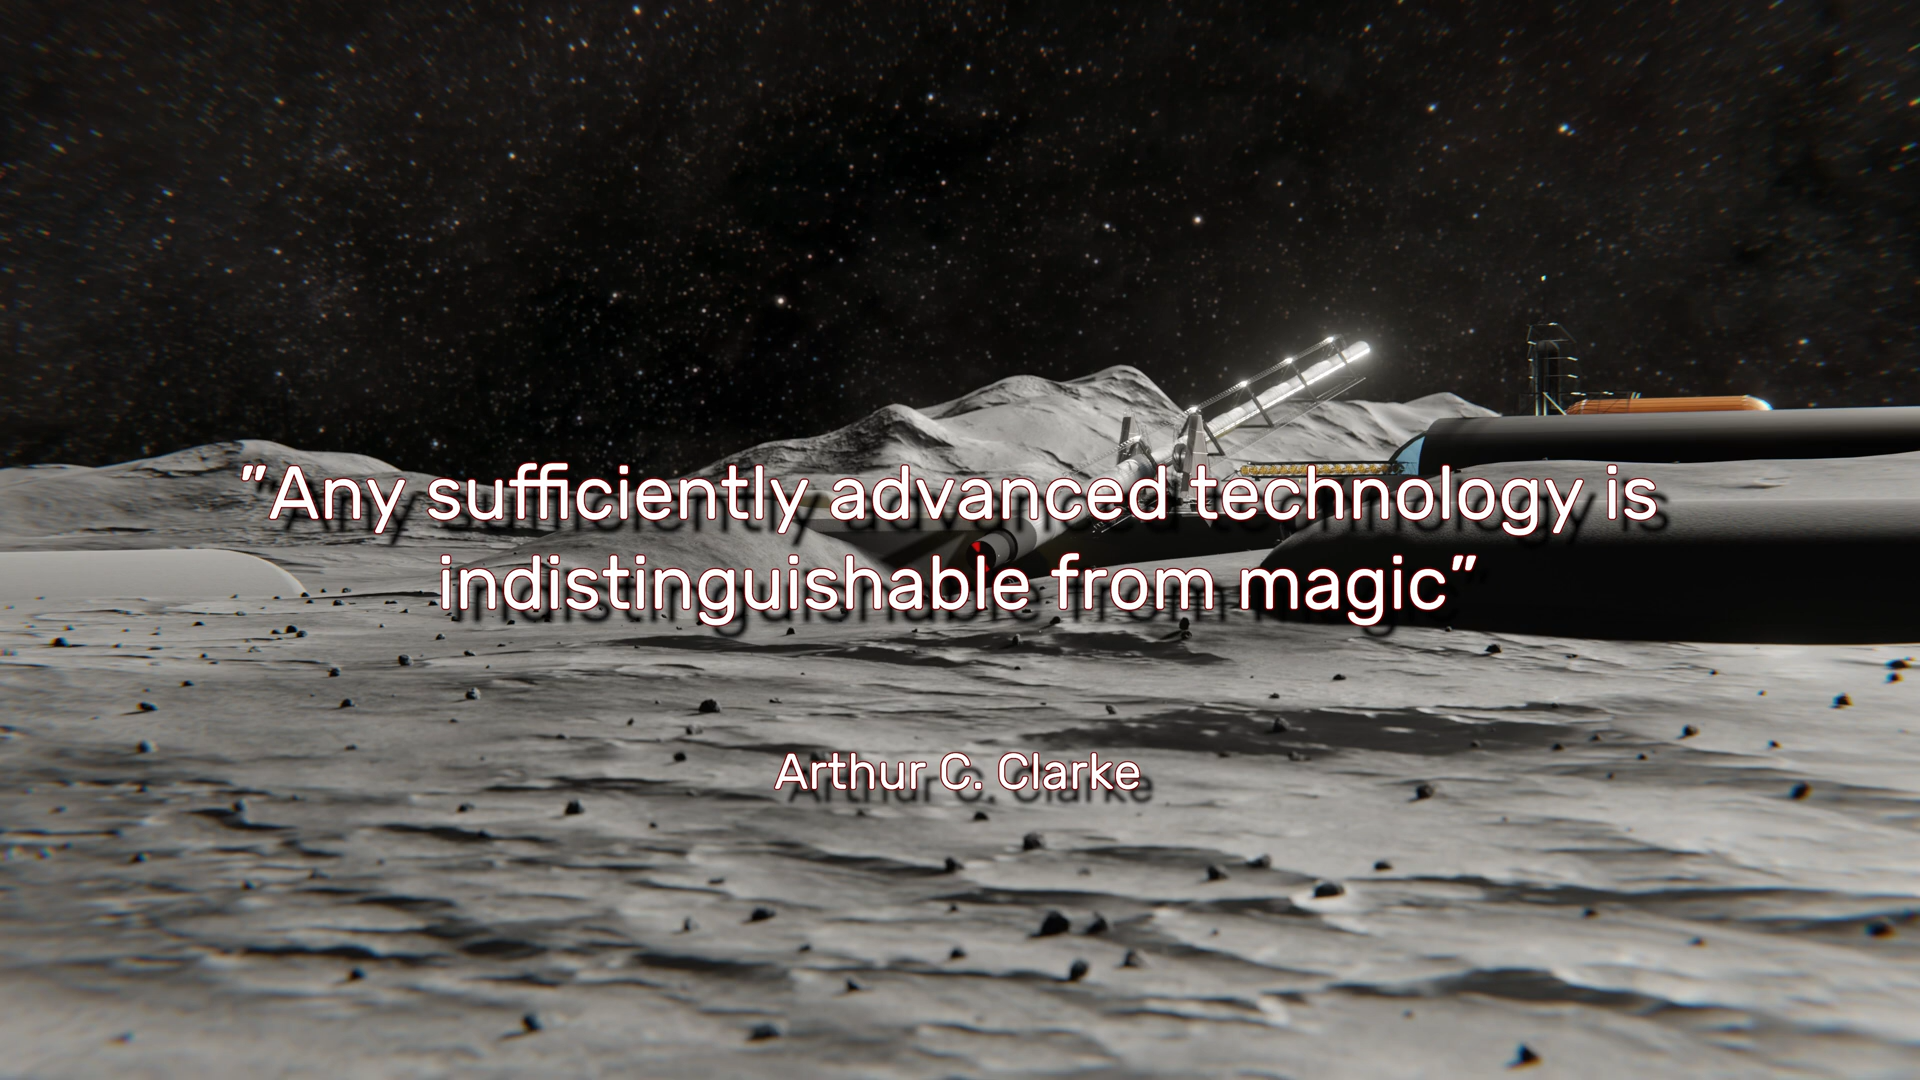 "Any sufficiently advanced technology is
indistinguishable from magic"
Arthur C. Clarke